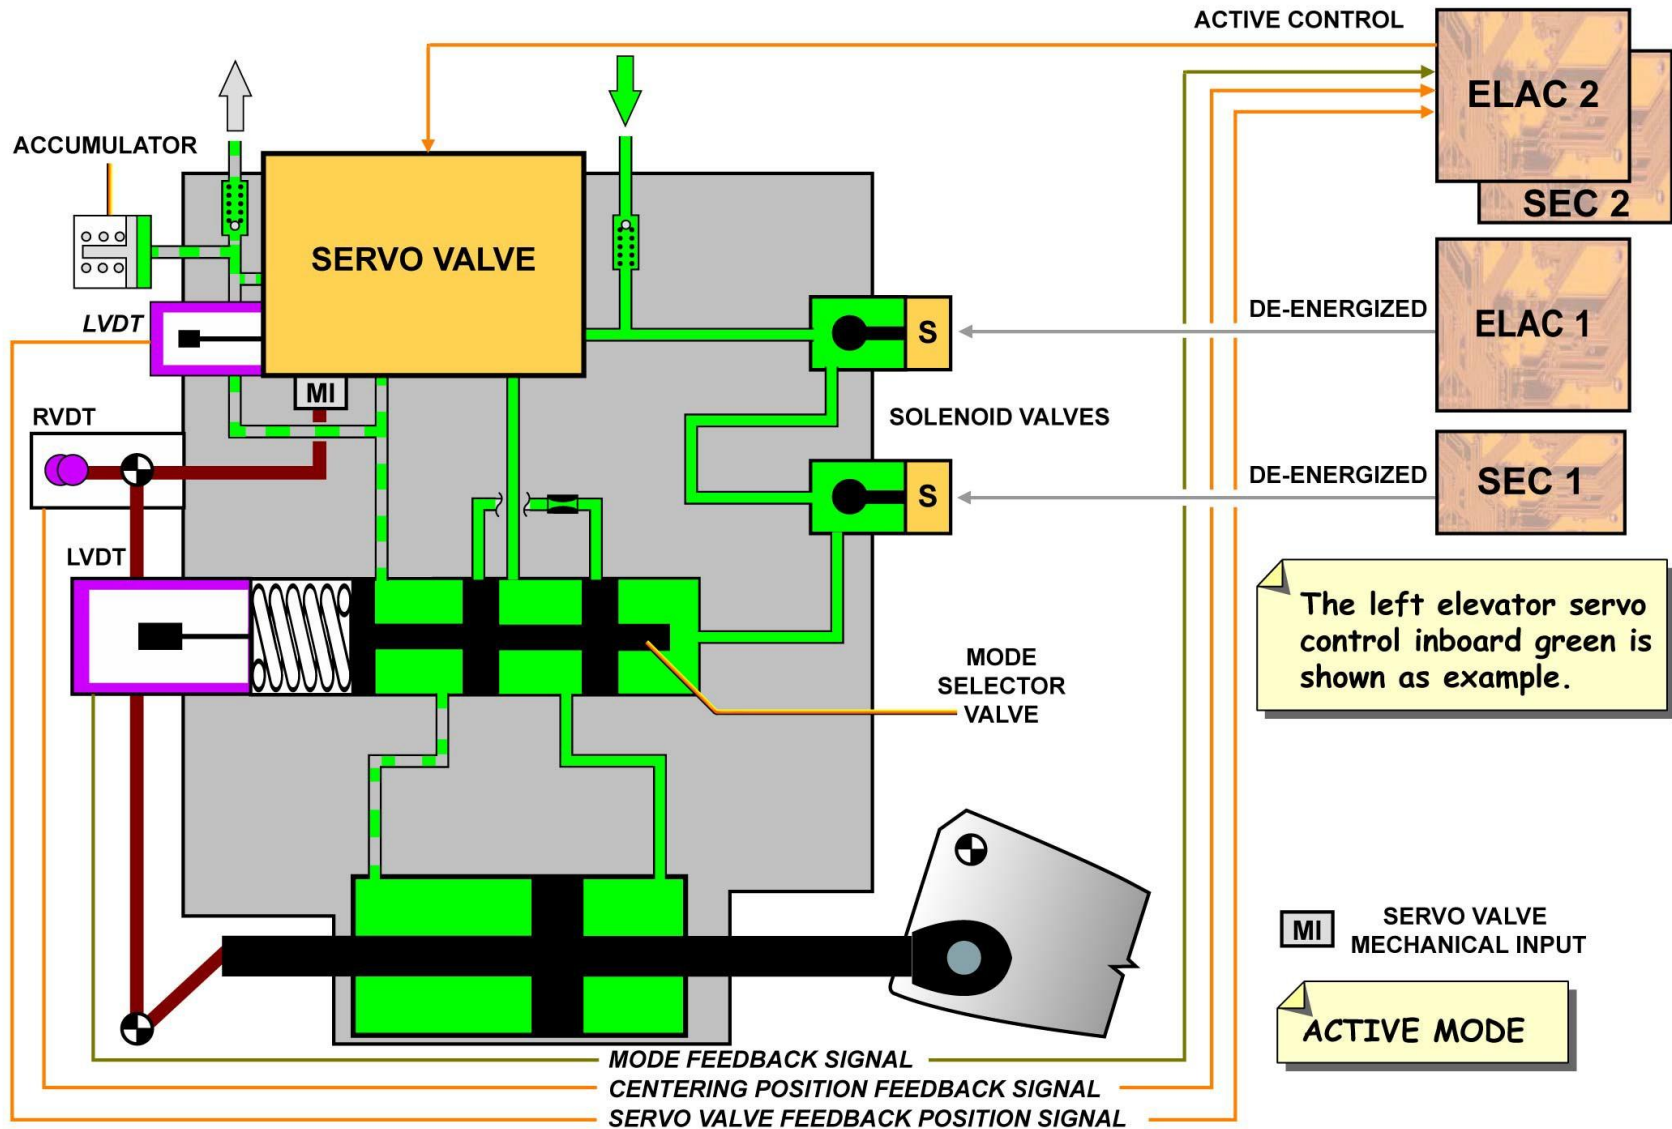 ACTIVE CONTROL
ELAC 2
SEC 2
ACCUMULATOR
SERVO VALVE
LVDT
DE-ENERGIZED
ELAC 1
S
MI
RVDT
SOLENOID VALVES
DE-ENERGIZED
SEC 1
S
LVDT
The left elevator servo
control inboard green is
shown as example.
MODE
SELECTOR
VALVE
MI
SERVO VALVE
MECHANICAL INPUT
ACTIVE MODE
MODE FEEDBACK SIGNAL
CENTERING POSITION FEEDBACK SIGNAL
SERVO VALVE FEEDBACK POSITION SIGNAL